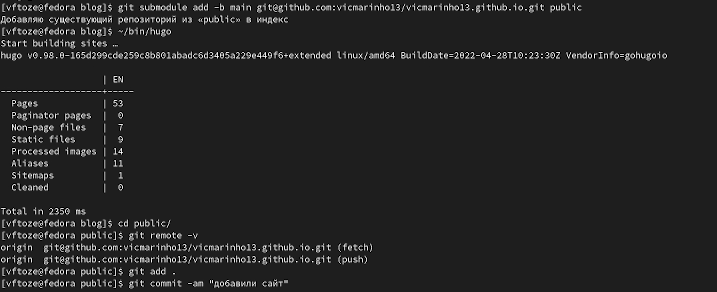 [vftoze@fedora blog]$ git submodule add -b main git@github.com:vicmarinho13/vicmarinho13.github.io.git public
Добавляю существующий репозиторий из «public» в индекс
[vftoze@fedora blog]$ ~/bin/hugo
Start building sites …
hugo v0.98.0-165d299cde259c8b801abadc6d3405a229e449f6+extended linux/amd64 BuildDate=2022-04-28T10:23:30Z VendorInfo=gohugoio
| EN
-------------------+-----
Pages | 53
Paginator pages | 0
Non-page files | 7
Static files | 9
Processed images | 14
Aliases | 11
Sitemaps | 1
Cleaned | 0
Total in 2350 ms
[vftoze@fedora blog]$ cd public/
[vftoze@fedora public]$ git remote -v
origin git@github.com:vicmarinho13/vicmarinho13.github.io.git (fetch)
origin git@github.com:vicmarinho13/vicmarinho13.github.io.git (push)
[vftoze@fedora public]$ git add .
[vftoze@fedora public]$ git commit -am "добавили сайт"